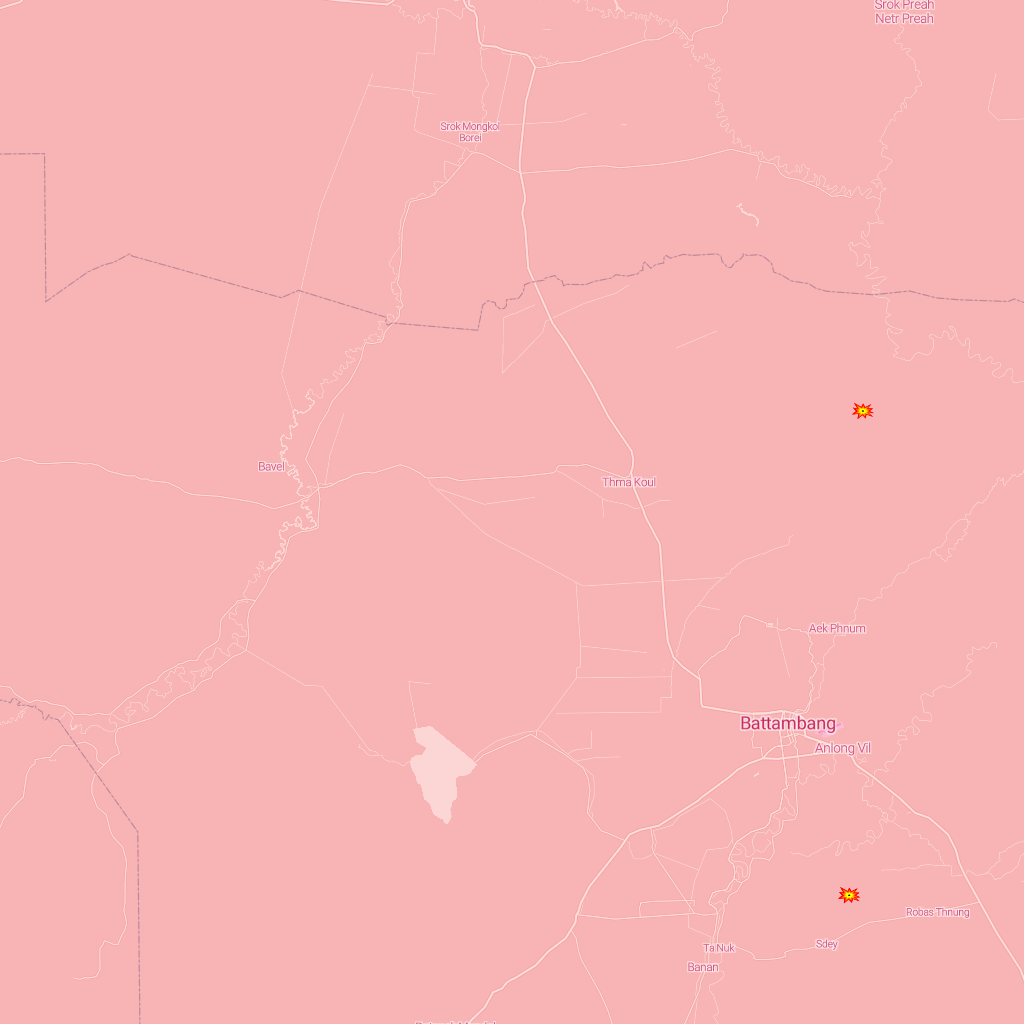 Srok Preah
Netr Preah
Srok Mongkol
Borei
Bavel
Thma Koul
Aek Phnum
Battambang
Anlong Vil
Robas Thnung
Sdey
Ta Nuk
Banan